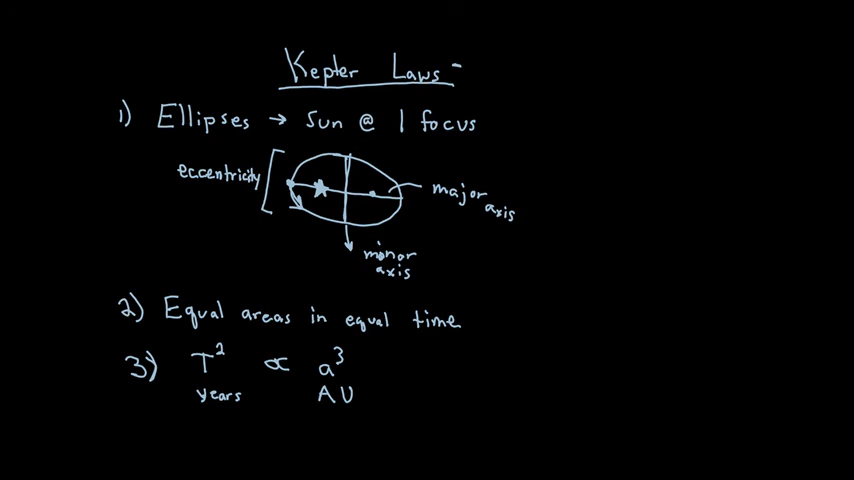 Kepler Laws -
1) Ellipses → Sun @ 1 focus
eccentricity
major
axis
minor
axis
2) Equal areas in equal time
3) T² ∝ a³
years AU